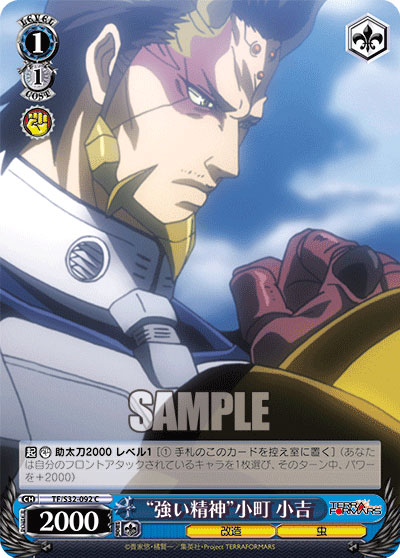 LEVEL
1
1
COST
SAMPLE
起 助太刀2000 レベル1 [① 手札のこのカードを控え室に置く] (あなた
は自分のフロントアタックされているキャラを1枚選び、そのターン中、パワー
を+2000)
CH TF/S32-092 C
2000
“強い精神”小町 小吉
TERRA FORMARS
改造
虫
©貴家悠・橘賢一/集英社・Project TERRAFORMARS